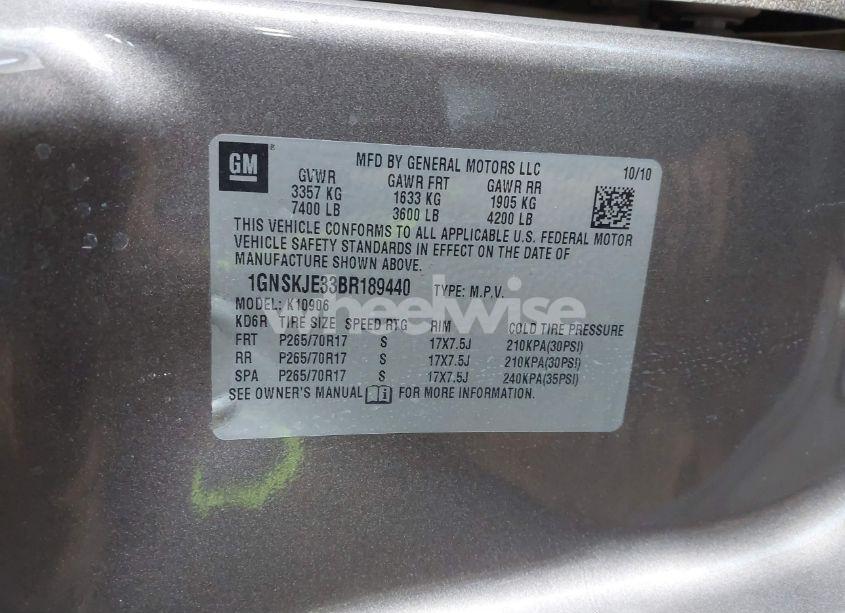 GM ®
MFD BY GENERAL MOTORS LLC
10/10
GVWR GAWR FRT GAWR RR
3357 KG 1633 KG 1905 KG
7400 LB 3600 LB 4200 LB
THIS VEHICLE CONFORMS TO ALL APPLICABLE U.S. FEDERAL MOTOR
VEHICLE SAFETY STANDARDS IN EFFECT ON THE DATE OF
MANUFACTURE SHOWN ABOVE.
1GNSKJE33BR189440 TYPE: M.P.V.
MODEL: K10906
wheelwise
KD6R TIRE SIZE SPEED RTG RIM COLD TIRE PRESSURE
FRT P265/70R17 S 17X7.5J 210KPA(30PSI)
RR P265/70R17 S 17X7.5J 210KPA(30PSI)
SPA P265/70R17 S 17X7.5J 240KPA(35PSI)
SEE OWNER'S MANUAL i FOR MORE INFORMATION.